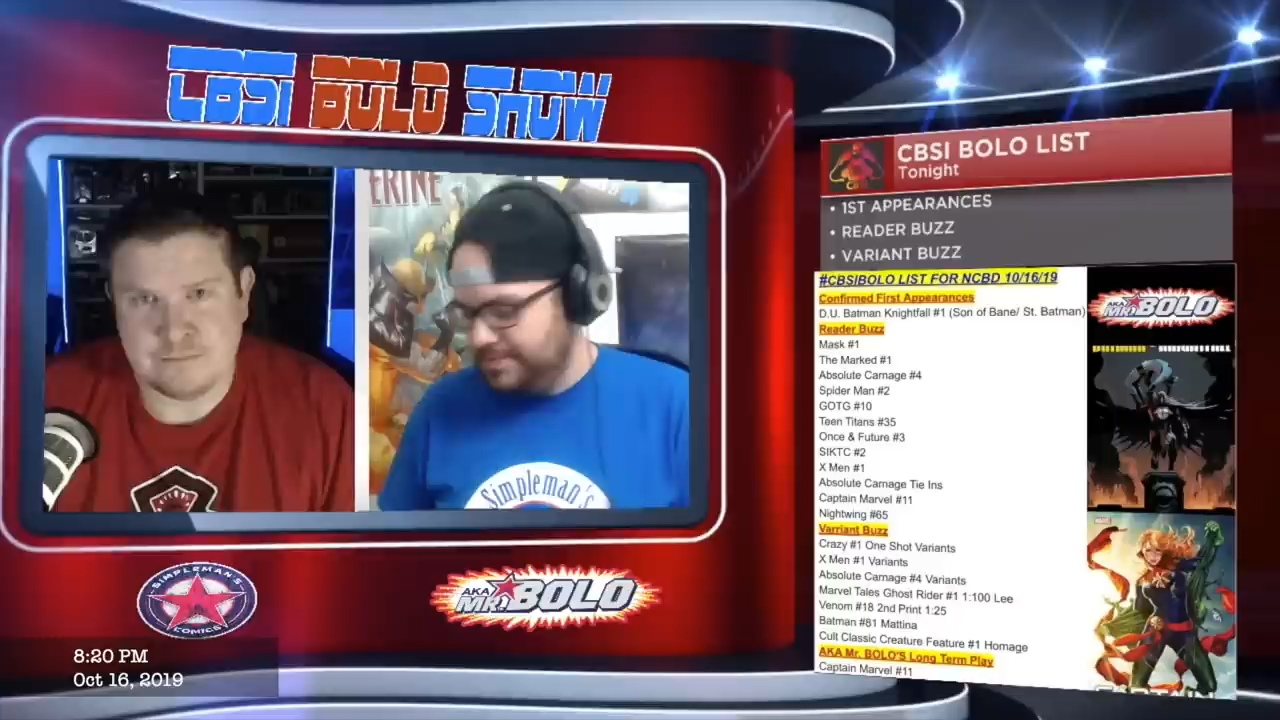 CBSI BOLO SHOW
ERINE
Simpleman's
SIMPLEMAN'S
COMICS
AKA
MR. BOLO
8:20 PM
Oct 16, 2019
CBSI BOLO LIST
Tonight
• 1ST APPEARANCES
• READER BUZZ
• VARIANT BUZZ
#CBSIBOLO LIST FOR NCBD 10/16/19
Confirmed First Appearances
D.U. Batman Knightfall #1 (Son of Bane/ St. Batman)
Reader Buzz
Mask #1
The Marked #1
Absolute Carnage #4
Spider Man #2
GOTG #10
Teen Titans #35
Once & Future #3
SIKTC #2
X Men #1
Absolute Carnage Tie Ins
Captain Marvel #11
Nightwing #65
Varriant Buzz
Crazy #1 One Shot Variants
X Men #1 Variants
Absolute Carnage #4 Variants
Marvel Tales Ghost Rider #1 1:100 Lee
Venom #18 2nd Print 1:25
Batman #81 Mattina
Cult Classic Creature Feature #1 Homage
AKA Mr. BOLO'S Long Term Play
Captain Marvel #11
AKA
MR. BOLO
MARVEL